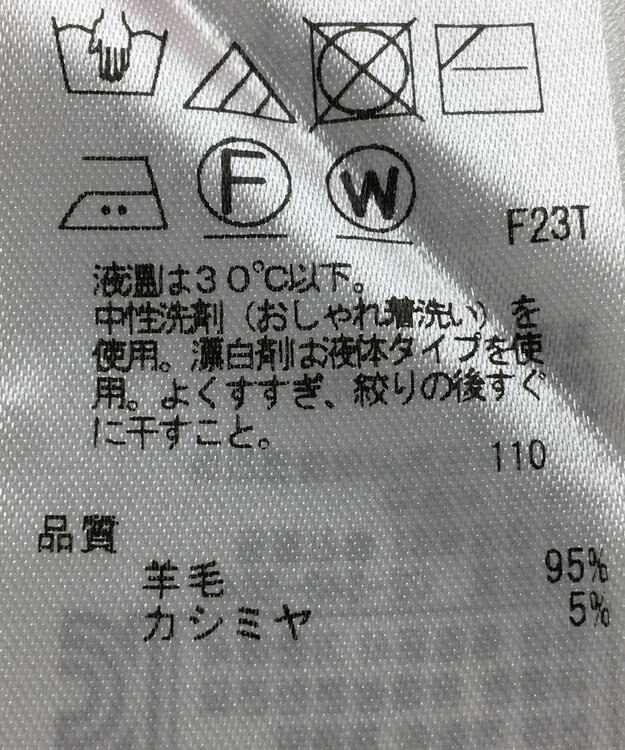 F W
F23T
液温は30℃以下。
中性洗剤(おしゃれ着洗い)を
使用。漂白剤は液体タイプを使
用。よくすすぎ、絞りの後すぐ
に干すこと。
110
品質
羊毛 95%
カシミヤ 5%